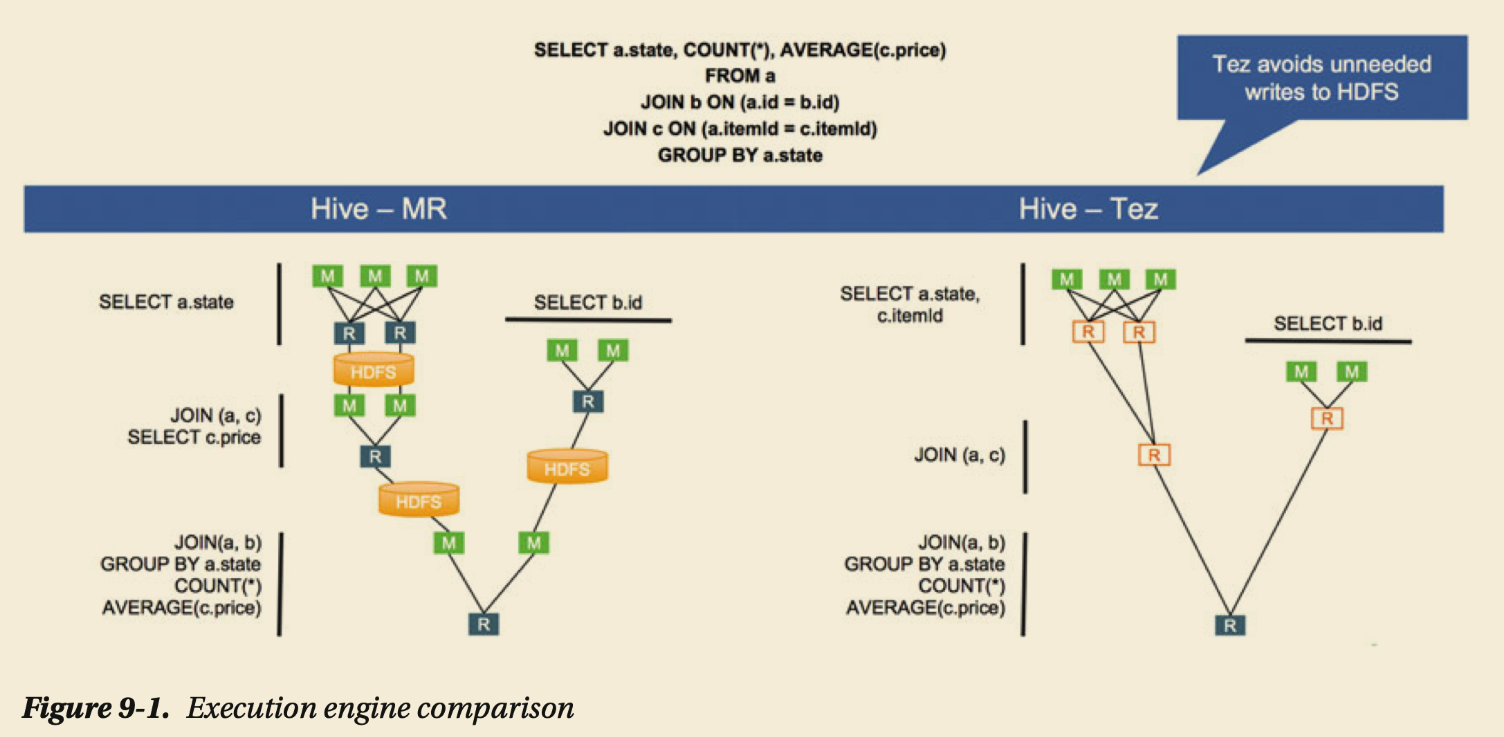 SELECT a.state, COUNT(*), AVERAGE(c.price)
FROM a
JOIN b ON (a.id = b.id)
JOIN c ON (a.itemId = c.itemId)
GROUP BY a.state
Tez avoids unneeded
writes to HDFS
Hive – MR
Hive – Tez
SELECT a.state
M M M
R R
HDFS
SELECT b.id
M M
R
HDFS
JOIN (a, c)
SELECT c.price
M M
R
HDFS
JOIN(a, b)
GROUP BY a.state
COUNT(*)
AVERAGE(c.price)
M M
R
SELECT a.state,
c.itemId
M M M
R R
SELECT b.id
M M
R
JOIN (a, c)
R
JOIN(a, b)
GROUP BY a.state
COUNT(*)
AVERAGE(c.price)
R
Figure 9-1. Execution engine comparison